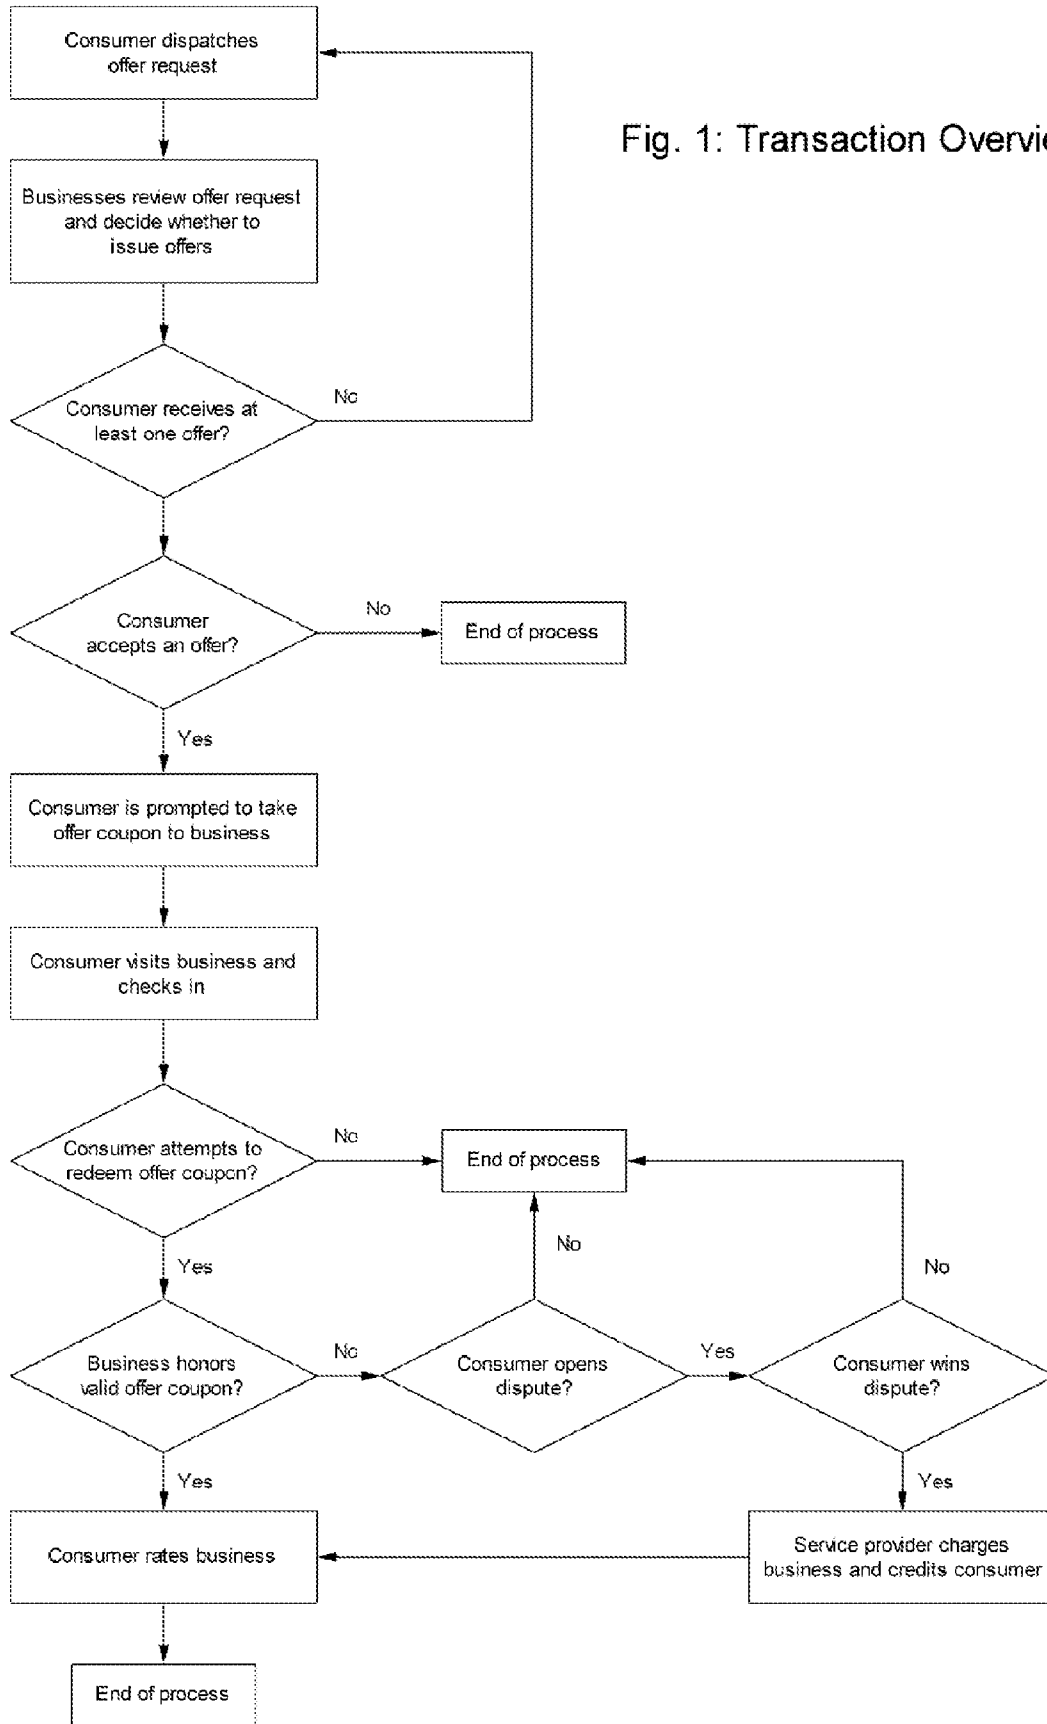 Consumer dispatches
offer request
Fig. 1: Transaction Overvie
Businesses review offer request
and decide whether to
issue offers
Consumer receives at
least one offer?
No
Consumer
accepts an offer?
No
End of process
Yes
Consumer is prompted to take
offer coupon to business
Consumer visits business and
checks in
Consumer attempts to
redeem offer coupon?
No
End of process
Yes
No
No
Business honors
valid offer coupon?
No
Consumer opens
dispute?
Yes
Consumer wins
dispute?
Yes
Yes
Consumer rates business
Service provider charges
business and credits consumer
End of process